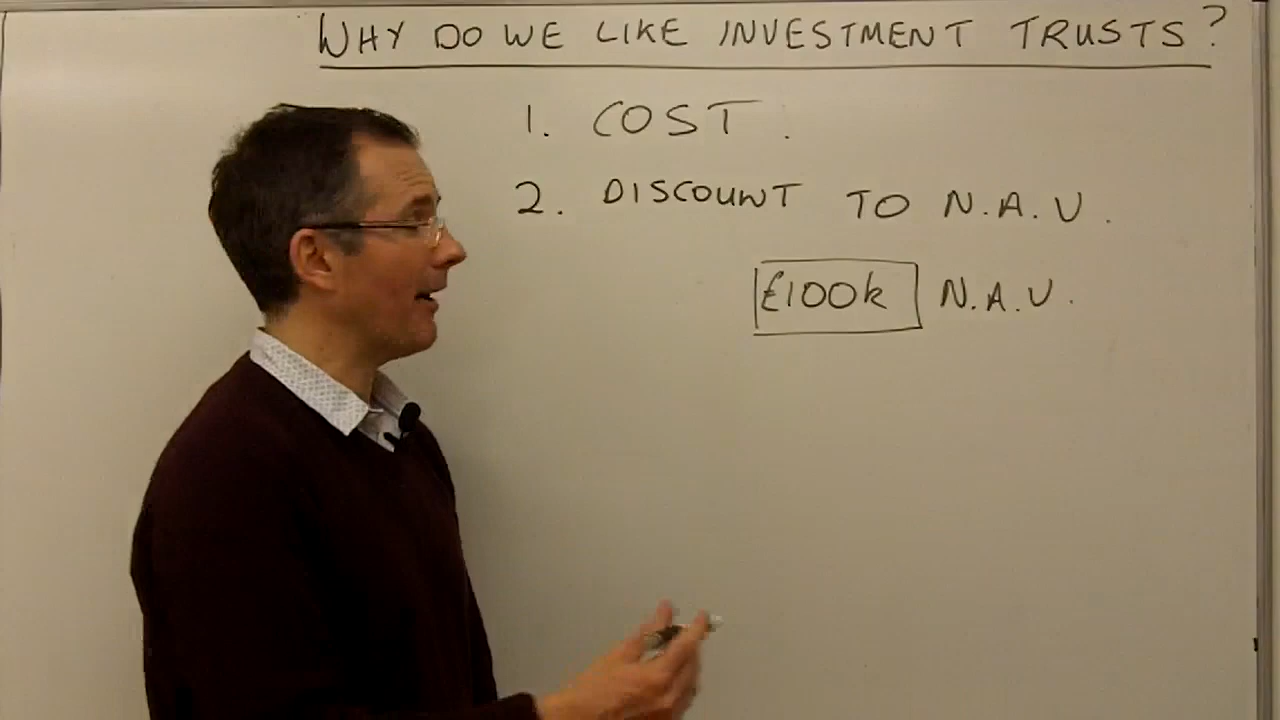 WHY DO WE LIKE INVESTMENT TRUSTS?
1. COST.
2. DISCOUNT TO N.A.V.
£100k N.A.V.